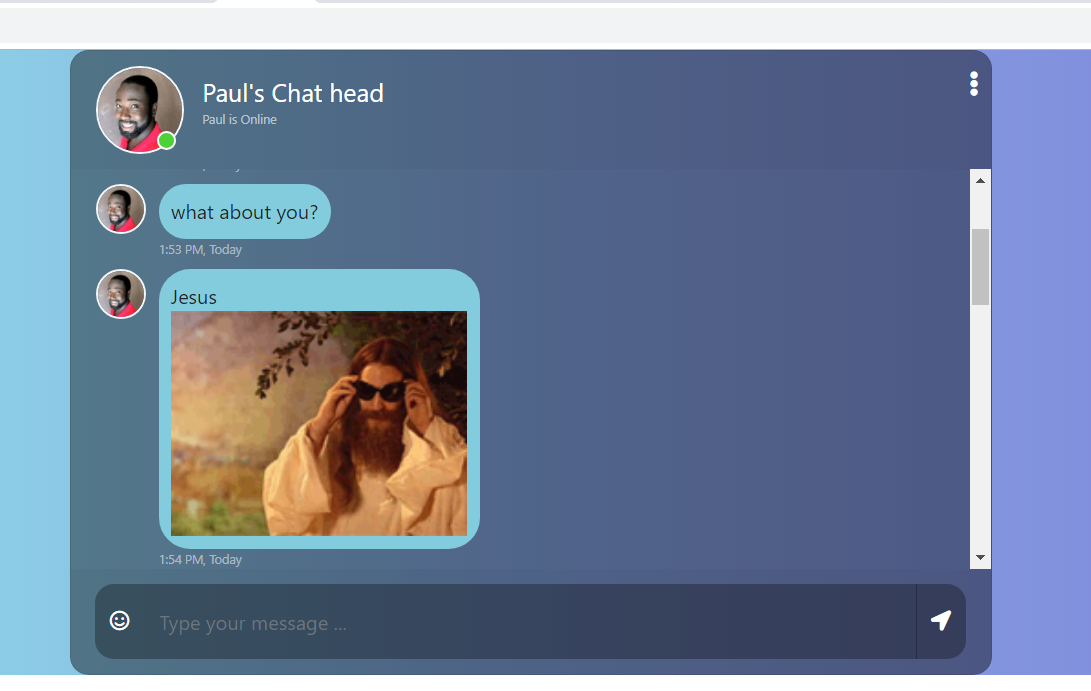 Paul's Chat head
Paul is Online
what about you?
1:53 PM, Today
Jesus
1:54 PM, Today
Type your message ...